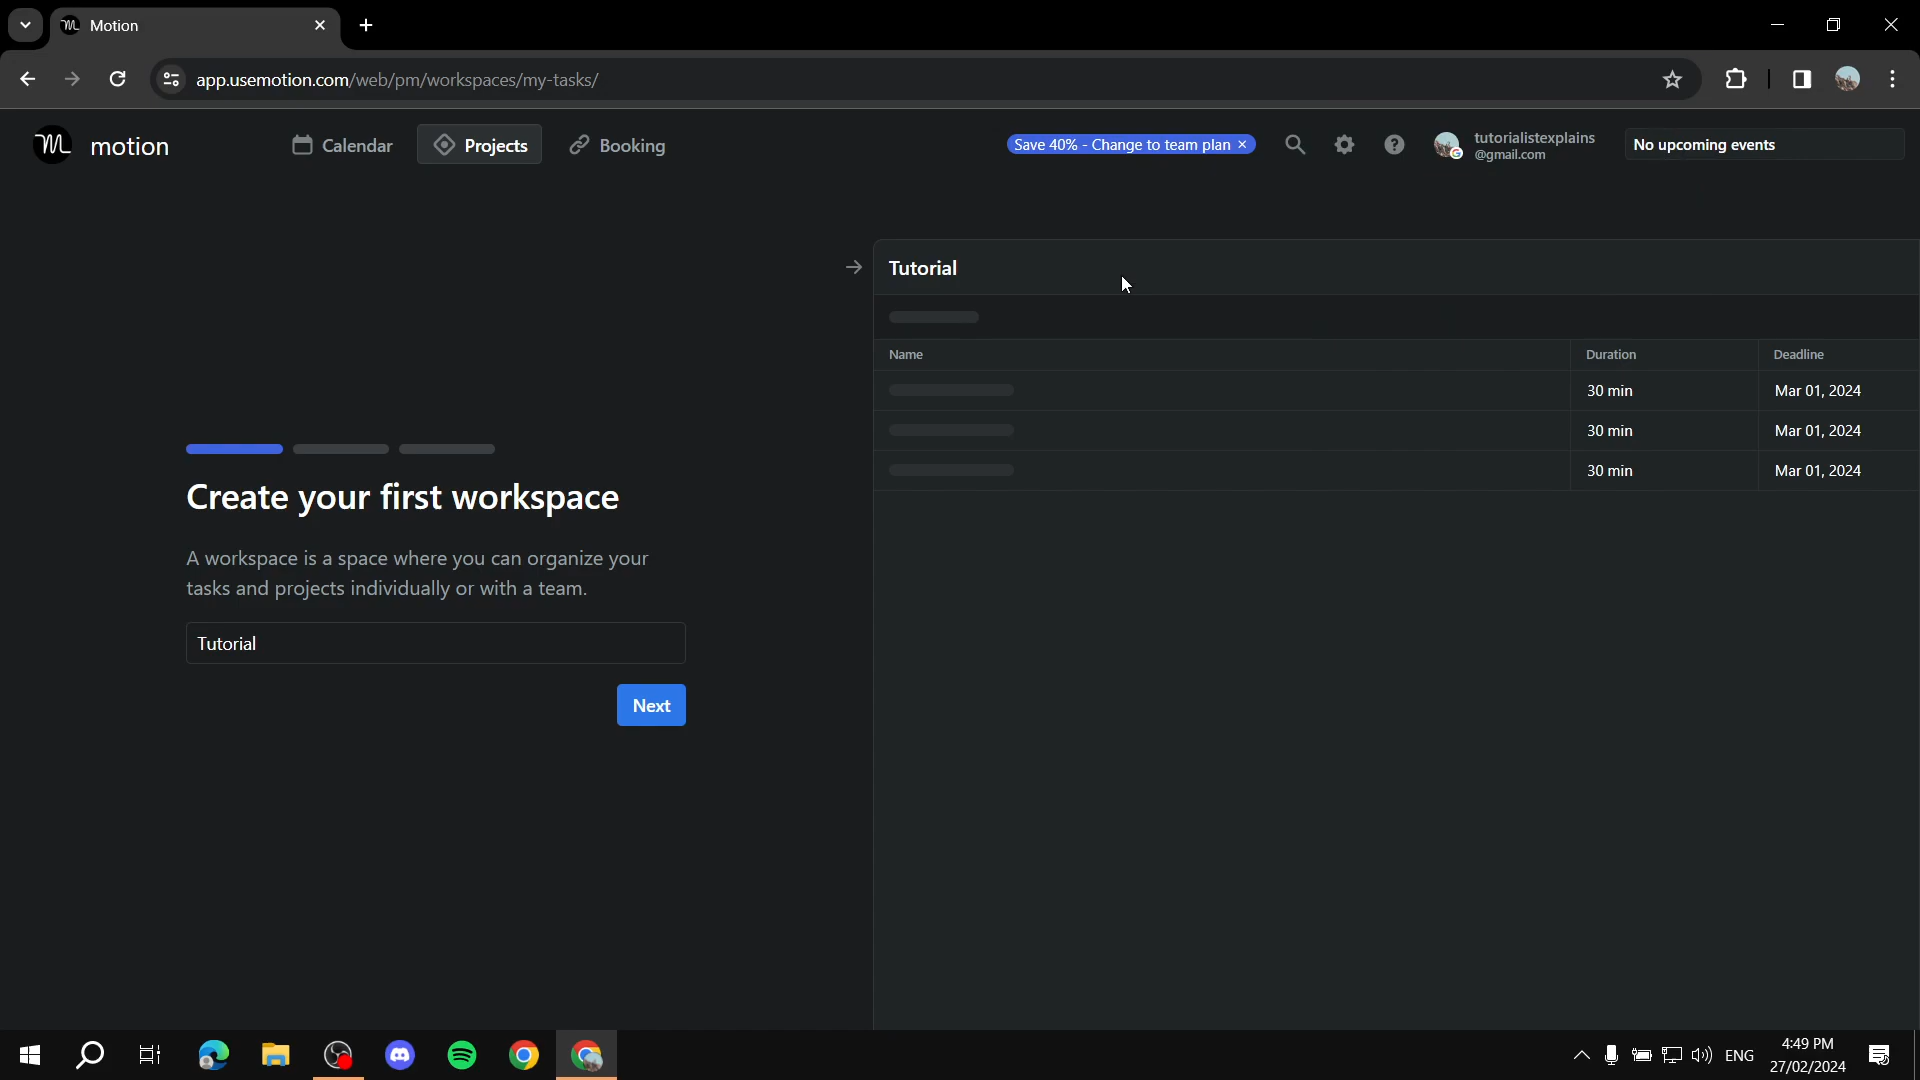 Motion
app.usemotion.com/web/pm/workspaces/my-tasks/
motion
Calendar
Projects
Booking
Save 40% - Change to team plan ×
tutorialistexplains
@gmail.com
No upcoming events
Tutorial
Name Duration Deadline
30 min Mar 01, 2024
30 min Mar 01, 2024
30 min Mar 01, 2024
Create your first workspace
A workspace is a space where you can organize your
tasks and projects individually or with a team.
Tutorial
Next
ENG
4:49 PM
27/02/2024